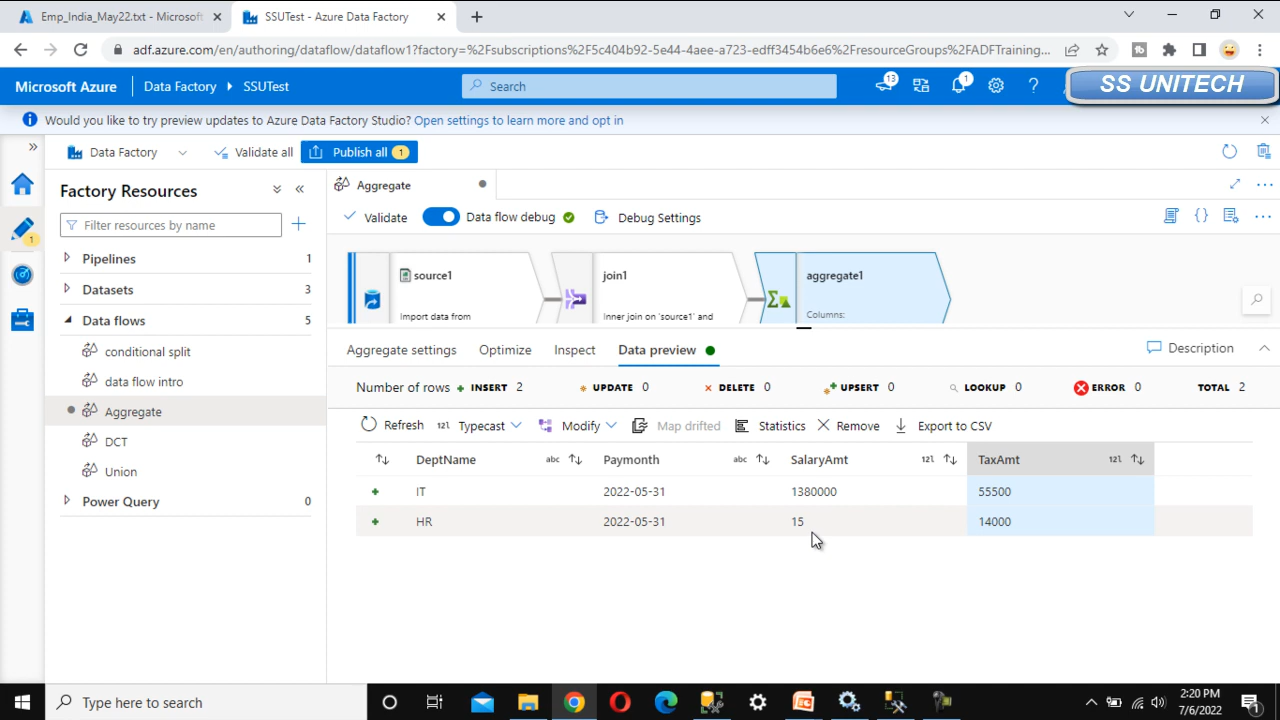 Emp_India_May22.txt - Microsoft
SSUTest - Azure Data Factory
adf.azure.com/en/authoring/dataflow/dataflow1?factory=%2Fsubscriptions%2F5c404b92-5e44-4aee-a723-edff3454b6e6%2FresourceGroups%2FADFTraining...
Microsoft Azure
Data Factory
SSUTest
Search
13
1
SS UNITECH
Would you like to try preview updates to Azure Data Factory Studio? Open settings to learn more and opt in
Data Factory
Validate all
Publish all 1
Factory Resources
Aggregate
Filter resources by name
Validate
Data flow debug
Debug Settings
1
Pipelines 1
Datasets 3
Data flows 5
conditional split
data flow intro
Aggregate
DCT
Union
Power Query 0
source1
Import data from
join1
Inner join on 'source1' and
aggregate1
Columns:
Aggregate settings
Optimize
Inspect
Data preview
Description
Number of rows + INSERT 2
UPDATE 0
DELETE 0
UPSERT 0
LOOKUP 0
ERROR 0
TOTAL 2
Refresh
123 Typecast
Modify
Map drifted
Statistics
Remove
Export to CSV
DeptName abc
Paymonth abc
SalaryAmt 12l
TaxAmt 12l
+ IT 2022-05-31 1380000 55500
+ HR 2022-05-31 15 14000
Type here to search
2:20 PM
7/6/2022
1